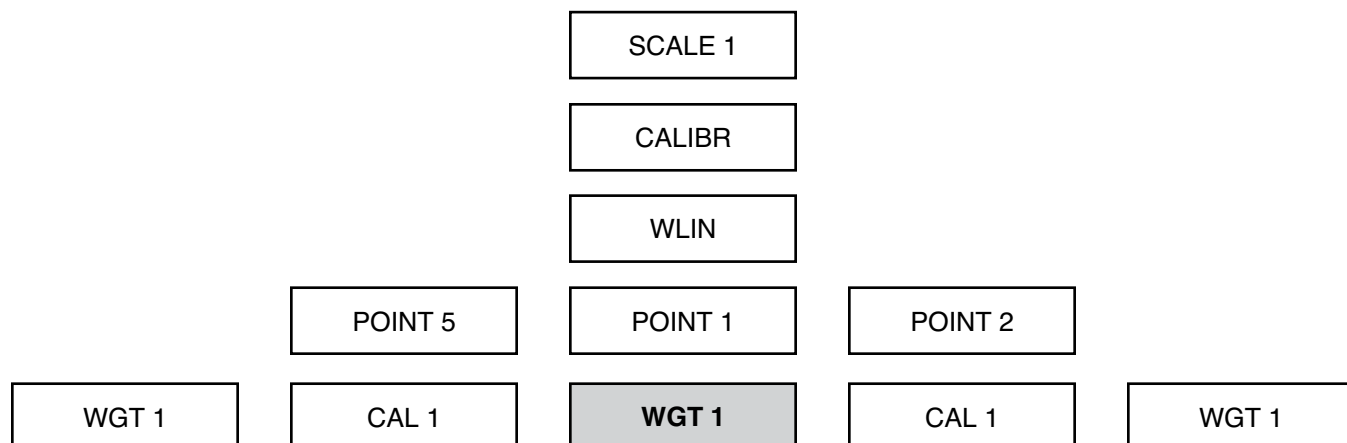 SCALE 1
CALIBR
WLIN
POINT 5 POINT 1 POINT 2
WGT 1 CAL 1 WGT 1 CAL 1 WGT 1